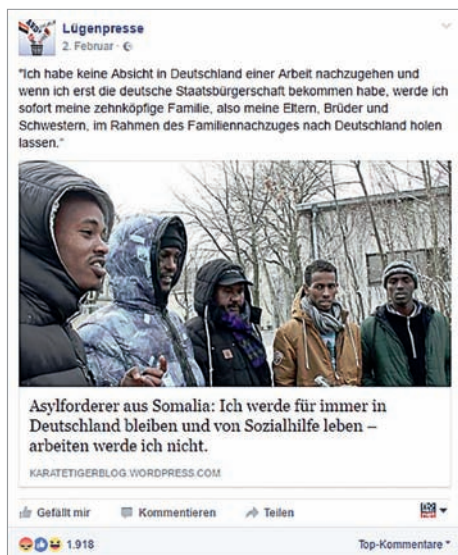 Lügenpresse
2. Februar ·
"Ich habe keine Absicht in Deutschland einer Arbeit nachzugehen und
wenn ich erst die deutsche Staatsbürgerschaft bekommen habe, werde ich
sofort meine zehnköpfige Familie, also meine Eltern, Brüder und
Schwestern, im Rahmen des Familiennachzuges nach Deutschland holen
lassen."
Asylforderer aus Somalia: Ich werde für immer in
Deutschland bleiben und von Sozialhilfe leben –
arbeiten werde ich nicht.
KARATETIGERBLOG.WORDPRESS.COM
Gefällt mir Kommentieren Teilen
1.918 Top-Kommentare